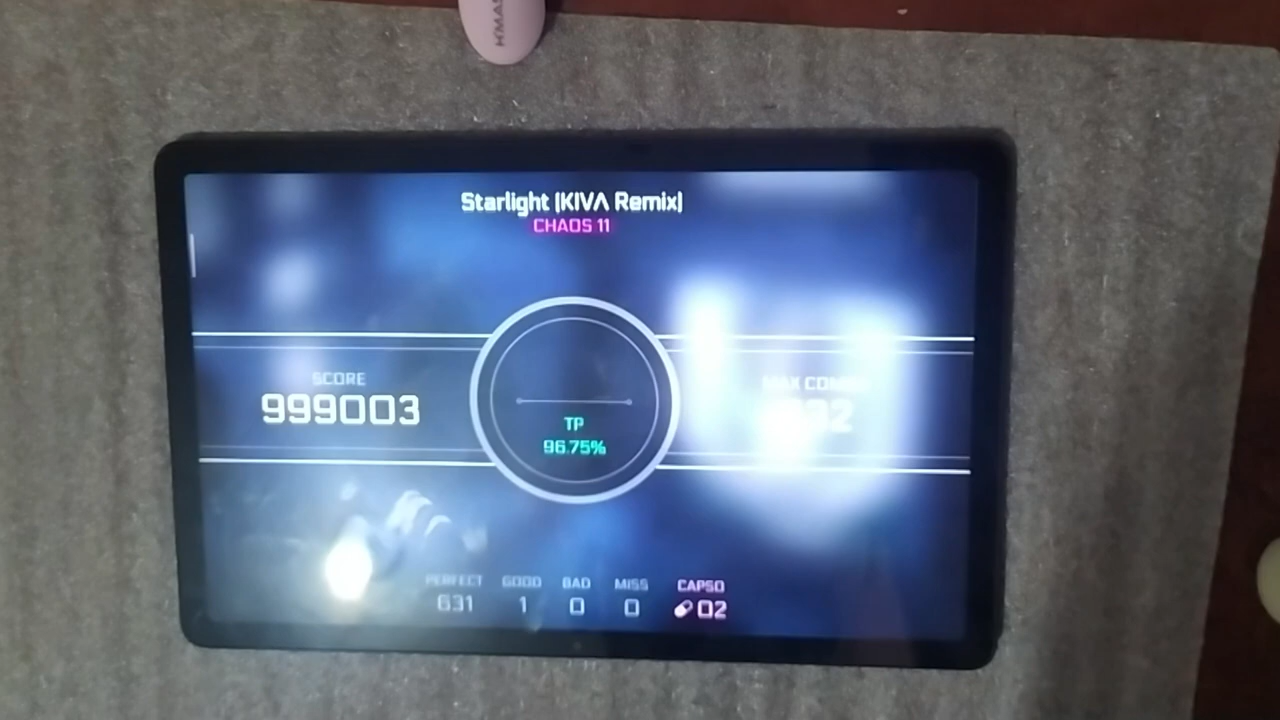 Starlight (KIVA Remix)
CHAOS 11
SCORE
999003
TP
96.75%
MAX
PERFECT GOOD BAD MISS CAPSO
631 1 0 0 02